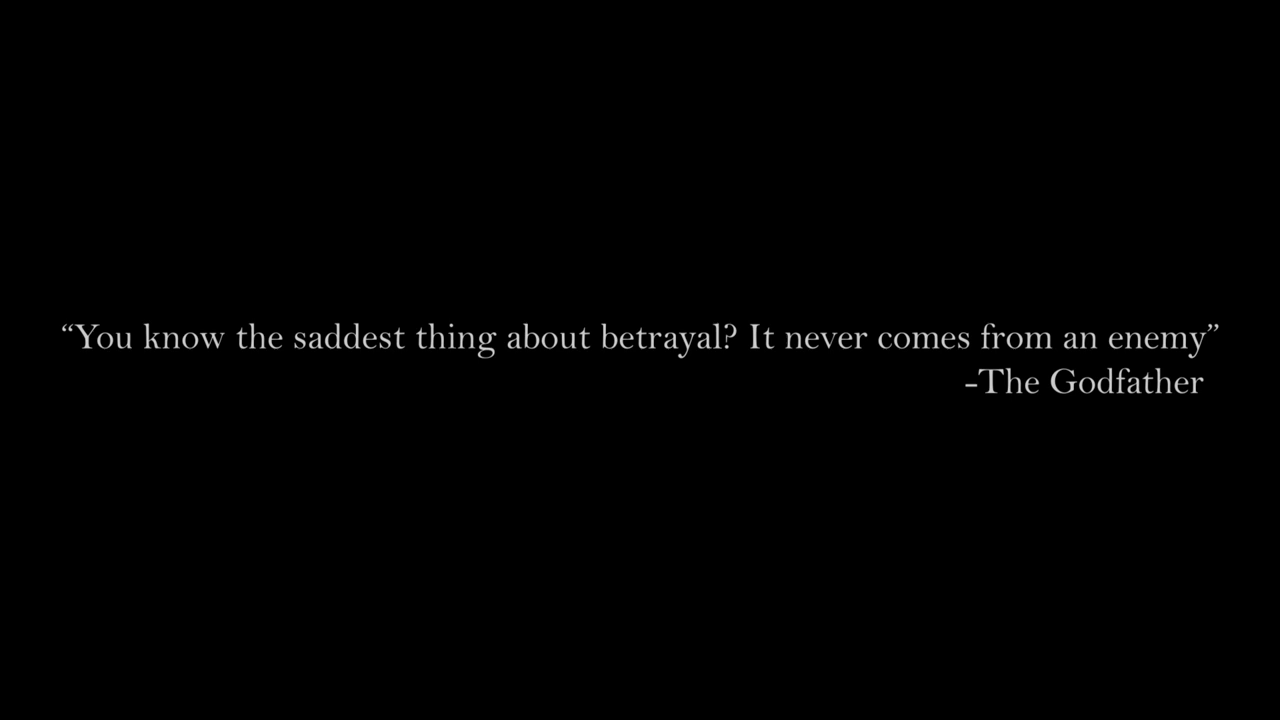 “You know the saddest thing about betrayal? It never comes from an enemy”
-The Godfather